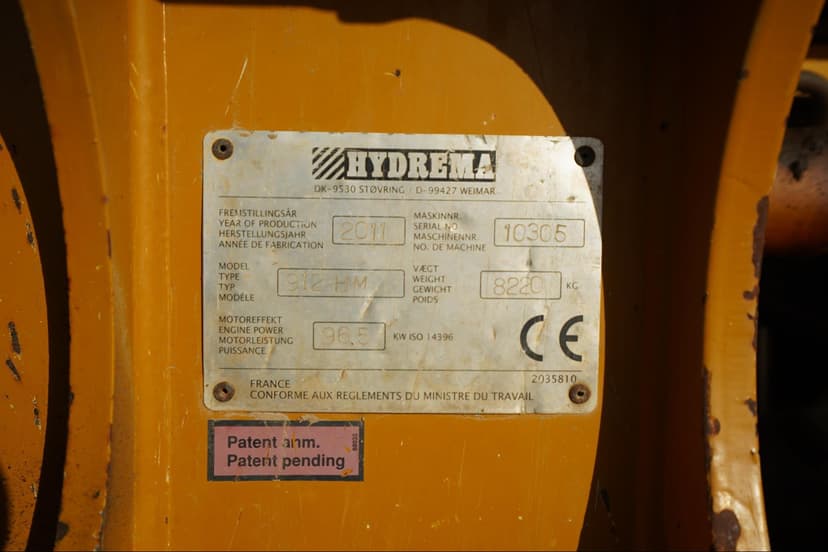 HYDREMA
DK-9530 STØVRING / D-99427 WEIMAR
FREMSTILLINGSÅR
YEAR OF PRODUCTION
HERSTELLUNGSJAHR
ANNÉE DE FABRICATION
2011
MASKINNR.
SERIAL NO
MASCHINENNR.
NO. DE MACHINE
10305
MODEL
TYPE
TYP
MODÈLE
912 HM
VÆGT
WEIGHT
GEWICHT
POIDS
8220
KG
MOTOREFFEKT
ENGINE POWER
MOTORLEISTUNG
PUISSANCE
96.5
KW ISO 14396
CE
2035810
FRANCE
CONFORME AUX REGLEMENTS DU MINISTRE DU TRAVAIL
Patent anm.
Patent pending